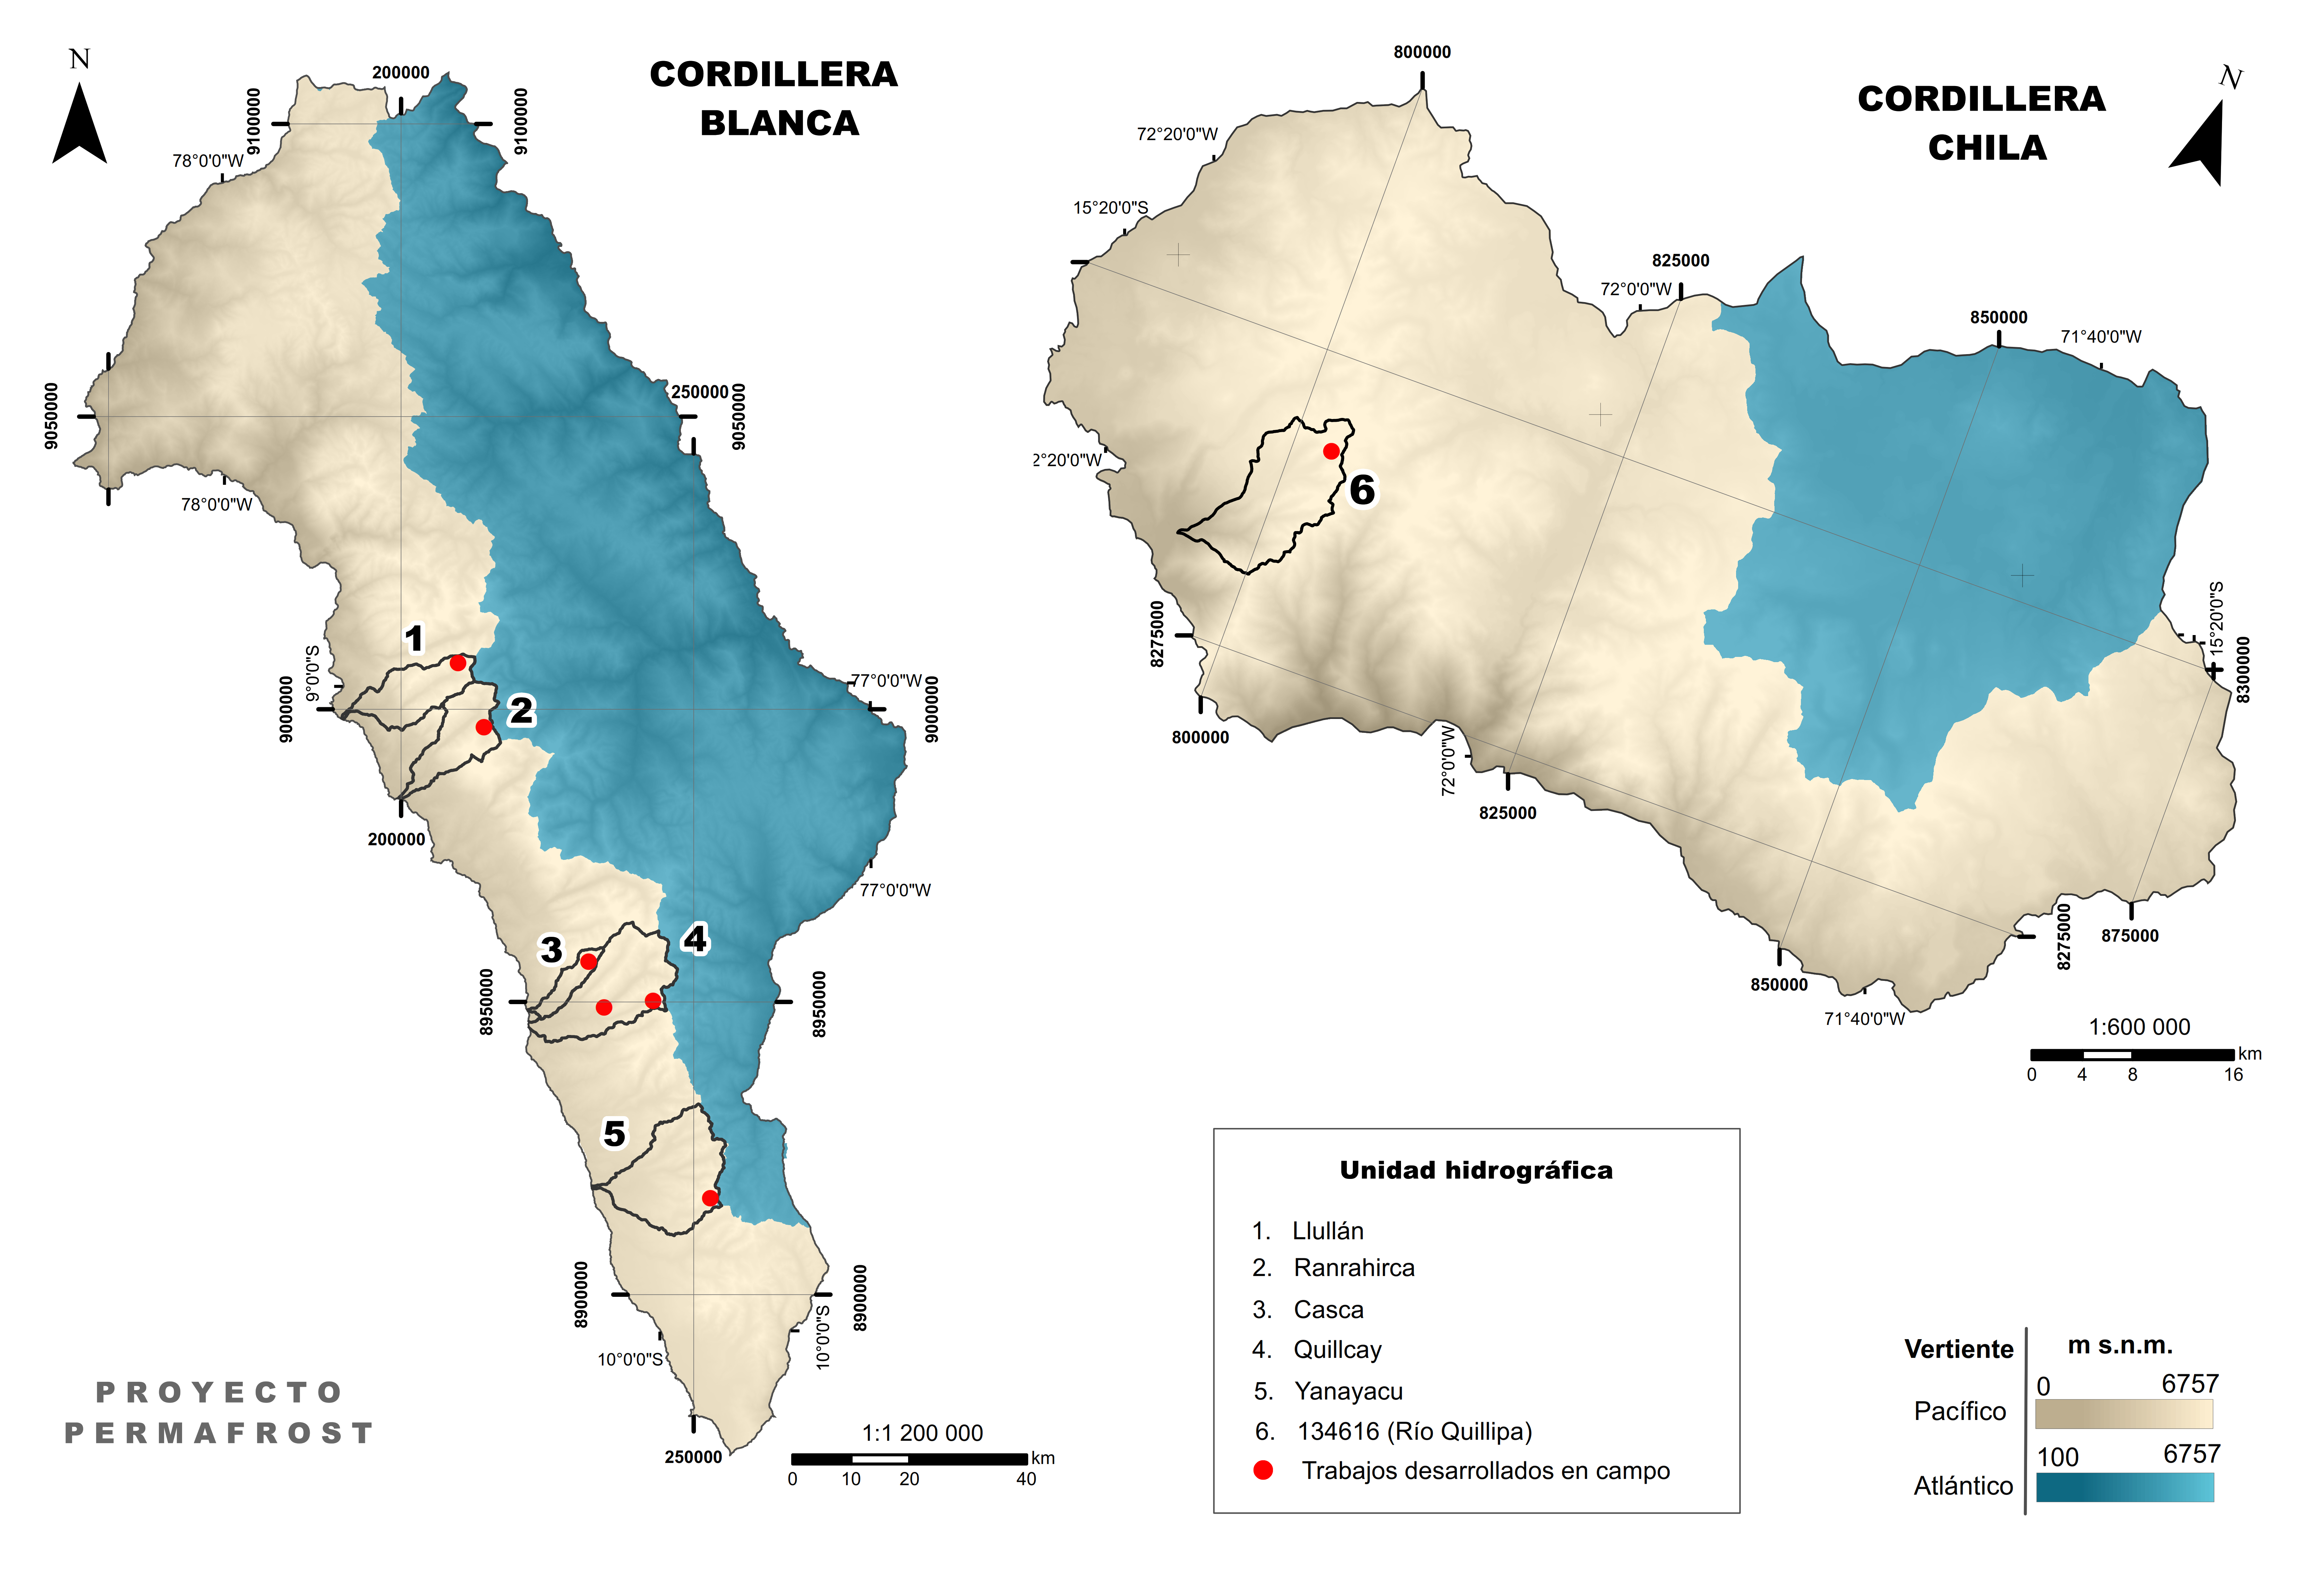 N
CORDILLERA
BLANCA
200000
9100000
9100000
78°0'0"W
250000
9050000
9050000
78°0'0"W
1
9°0'0"S
2
77°0'0"W
9000000
9000000
200000
77°0'0"W
3
4
8950000
8950000
5
8900000
8900000
10°0'0"S
10°0'0"S
250000
PROYECTO
PERMAFROST
1:1 200 000
km
0 10 20 40
CORDILLERA
CHILA
N
800000
72°20'0"W
15°20'0"S
825000
72°0'0"W
850000
71°40'0"W
2°20'0"W
6
8275000
15°20'0"S
8300000
800000
72°0'0"W
825000
8275000
875000
850000
71°40'0"W
1:600 000
km
0 4 8 16
Unidad hidrográfica
1. Llullán
2. Ranrahirca
3. Casca
4. Quillcay
5. Yanayacu
6. 134616 (Río Quillipa)
Trabajos desarrollados en campo
Vertiente m s.n.m.
0 6757
Pacífico
100 6757
Atlántico